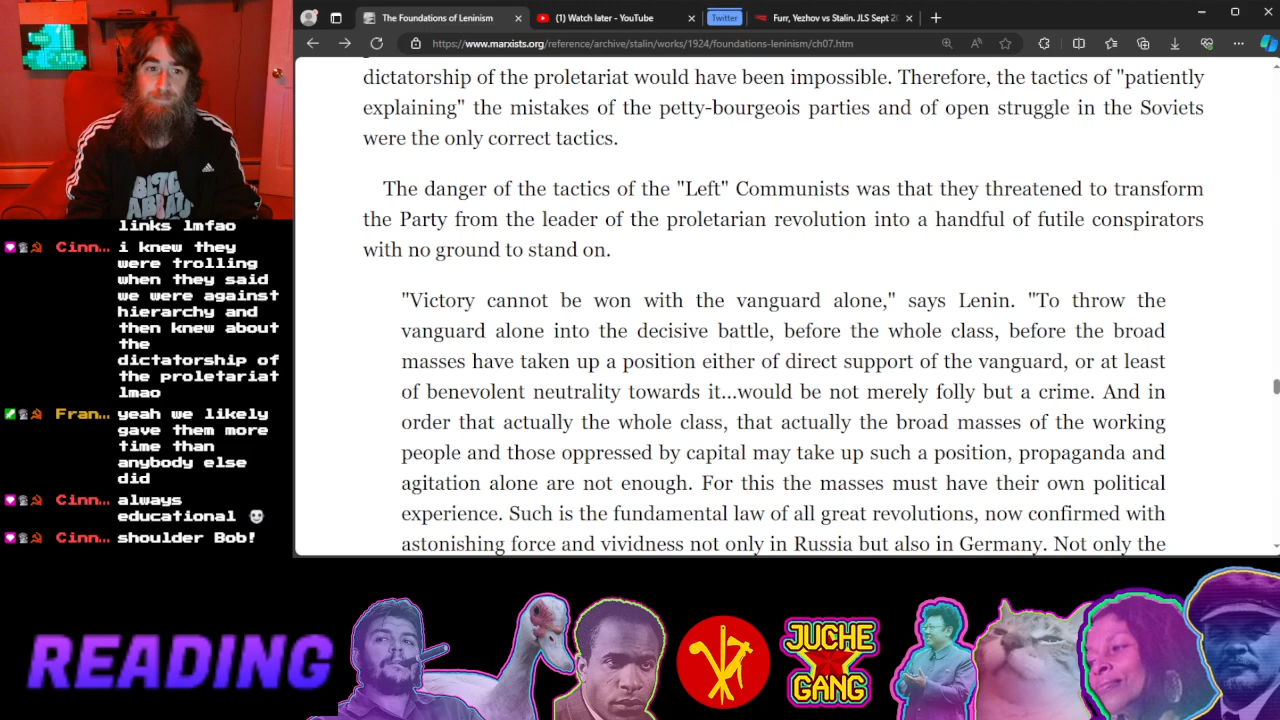 The Foundations of Leninism
(1) Watch later - YouTube
Twitter
Furr, Yezhov vs Stalin. JLS Sept 20
https://www.marxists.org/reference/archive/stalin/works/1924/foundations-leninism/ch07.htm
dictatorship of the proletariat would have been impossible. Therefore, the tactics of "patiently
explaining" the mistakes of the petty-bourgeois parties and of open struggle in the Soviets
were the only correct tactics.
The danger of the tactics of the "Left" Communists was that they threatened to transform
the Party from the leader of the proletarian revolution into a handful of futile conspirators
with no ground to stand on.
"Victory cannot be won with the vanguard alone," says Lenin. "To throw the
vanguard alone into the decisive battle, before the whole class, before the broad
masses have taken up a position either of direct support of the vanguard, or at least
of benevolent neutrality towards it...would be not merely folly but a crime. And in
order that actually the whole class, that actually the broad masses of the working
people and those oppressed by capital may take up such a position, propaganda and
agitation alone are not enough. For this the masses must have their own political
experience. Such is the fundamental law of all great revolutions, now confirmed with
astonishing force and vividness not only in Russia but also in Germany. Not only the
links lmfao
Cinn... i knew they
were trolling
when they said
we were against
hierarchy and
then knew about
the
dictatorship of
the proletariat
lmao
Fran... yeah we likely
gave them more
time than
anybody else
did
Cinn... always
educational
Cinn... shoulder Bob!
READING
JUCHE
GANG